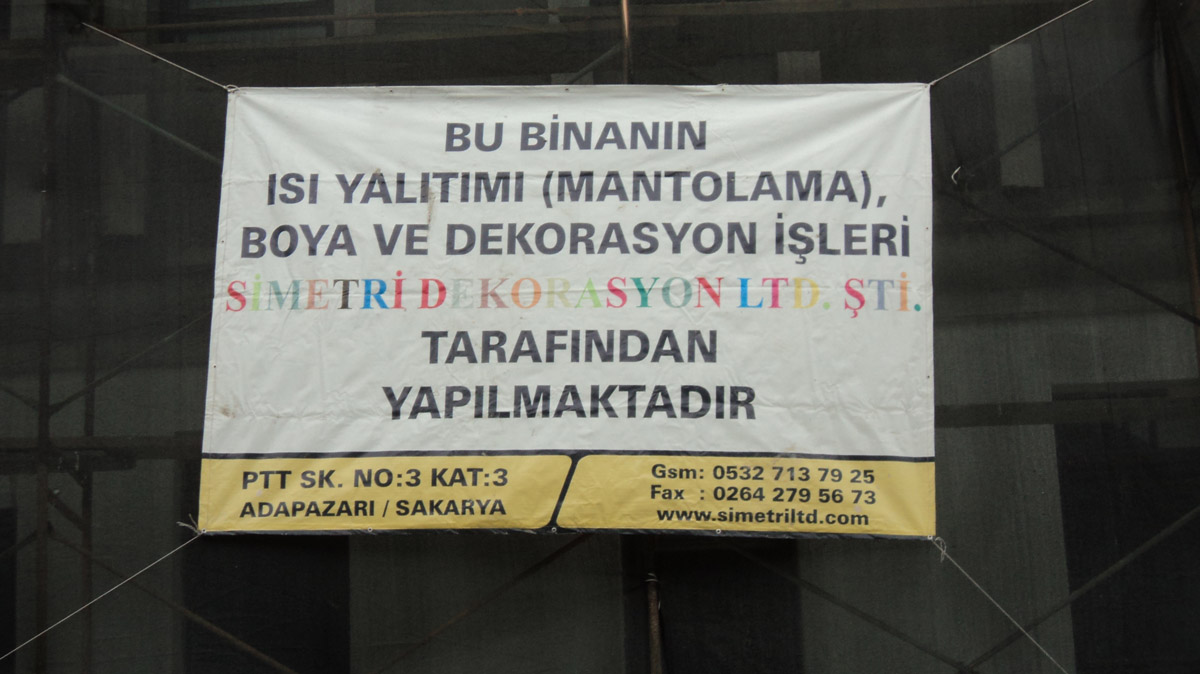 BU BİNANIN
ISI YALITIMI (MANTOLAMA),
BOYA VE DEKORASYON İŞLERİ
SİMETRİ DEKORASYON LTD. ŞTİ.
TARAFINDAN
YAPILMAKTADIR
PTT SK. NO:3 KAT:3
ADAPAZARI / SAKARYA
Gsm: 0532 713 79 25
Fax : 0264 279 56 73
www.simetriltd.com